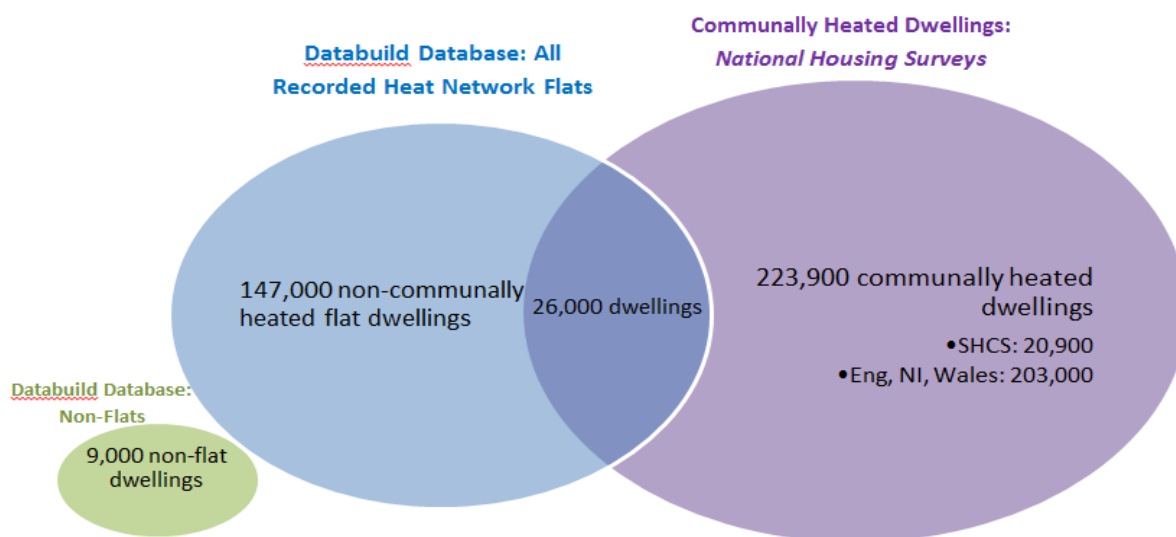 Databuild Database: All
Recorded Heat Network Flats
Communally Heated Dwellings:
National Housing Surveys
147,000 non-communally
heated flat dwellings
26,000 dwellings
223,900 communally heated
dwellings
•SHCS: 20,900
•Eng, NI, Wales: 203,000
Databuild Database:
Non-Flats
9,000 non-flat
dwellings